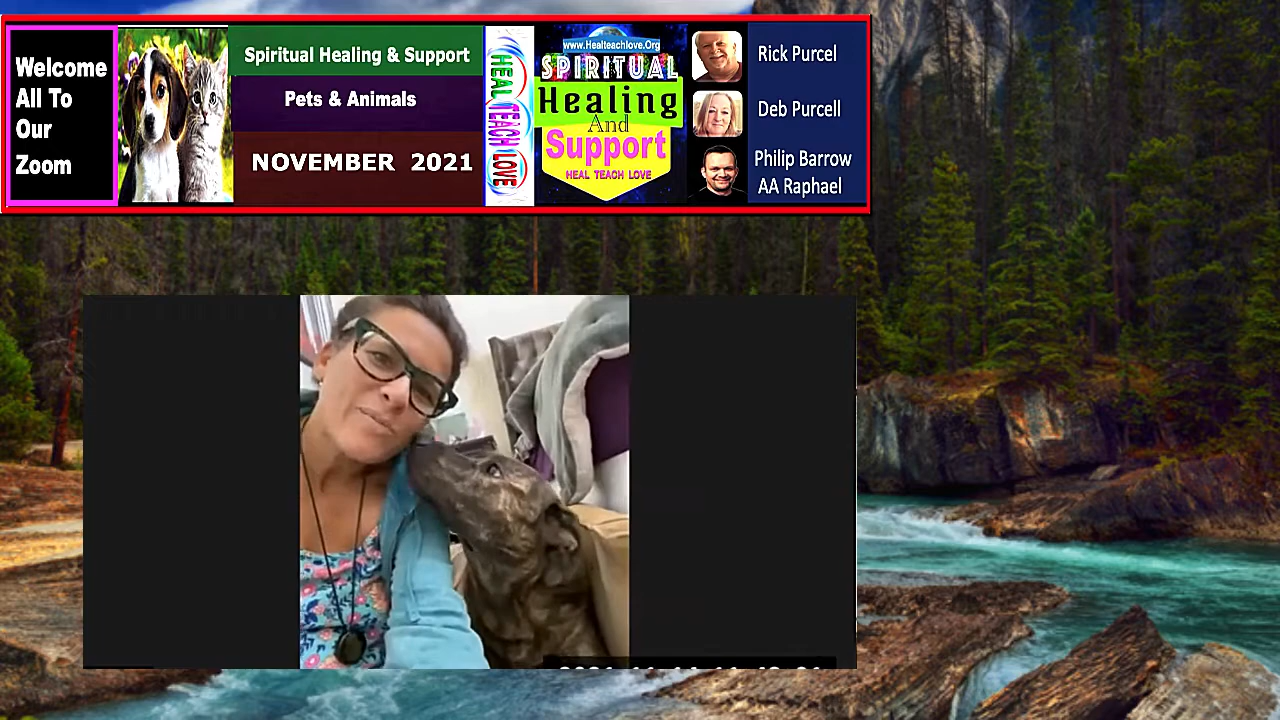 Welcome
All To
Our
Zoom
Spiritual Healing & Support
Pets & Animals
NOVEMBER 2021
HEAL TEACH LOVE
www.Healteachlove.Org
SPIRITUAL
Healing
And
Support
HEAL TEACH LOVE
Rick Purcel
Deb Purcell
Philip Barrow
AA Raphael